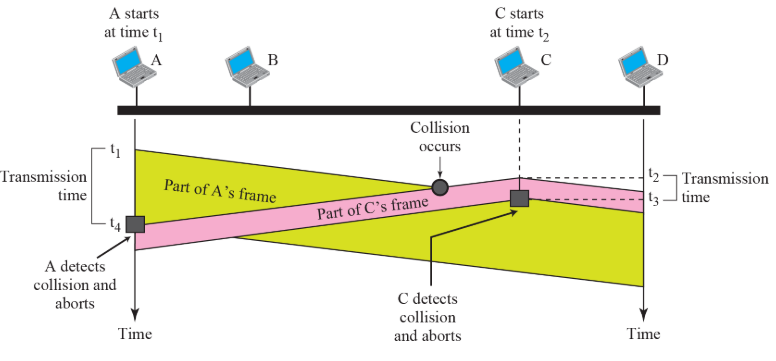 A starts
at time t1
C starts
at time t2
A
B
C
D
Collision
occurs
t1
Transmission
time
t4
Part of A's frame
Part of C's frame
t2
t3
Transmission
time
A detects
collision and
aborts
C detects
collision
and aborts
Time
Time